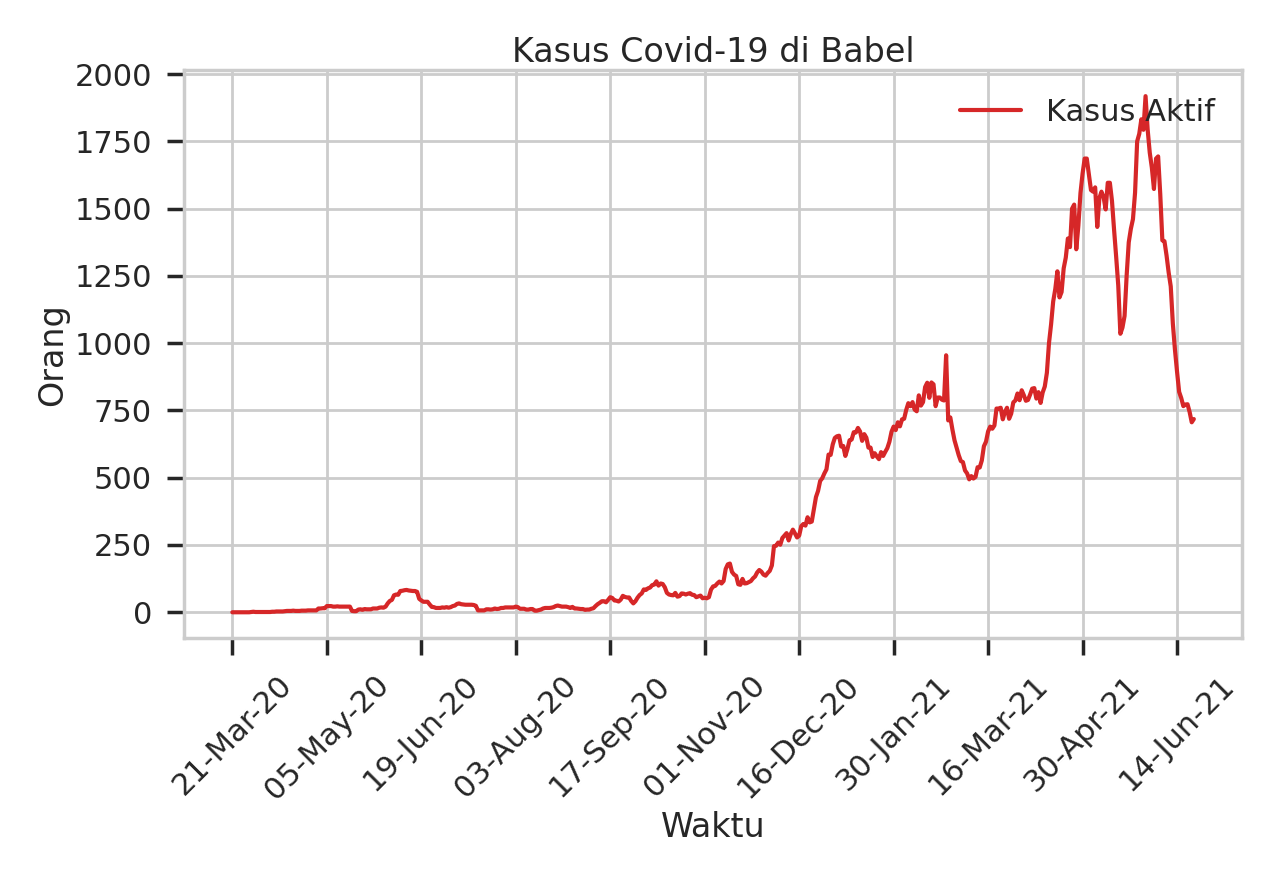 Kasus Covid-19 di Babel
Kasus Aktif
Orang
2000
1750
1500
1250
1000
750
500
250
0
21-Mar-20
05-May-20
19-Jun-20
03-Aug-20
17-Sep-20
01-Nov-20
16-Dec-20
30-Jan-21
16-Mar-21
30-Apr-21
14-Jun-21
Waktu